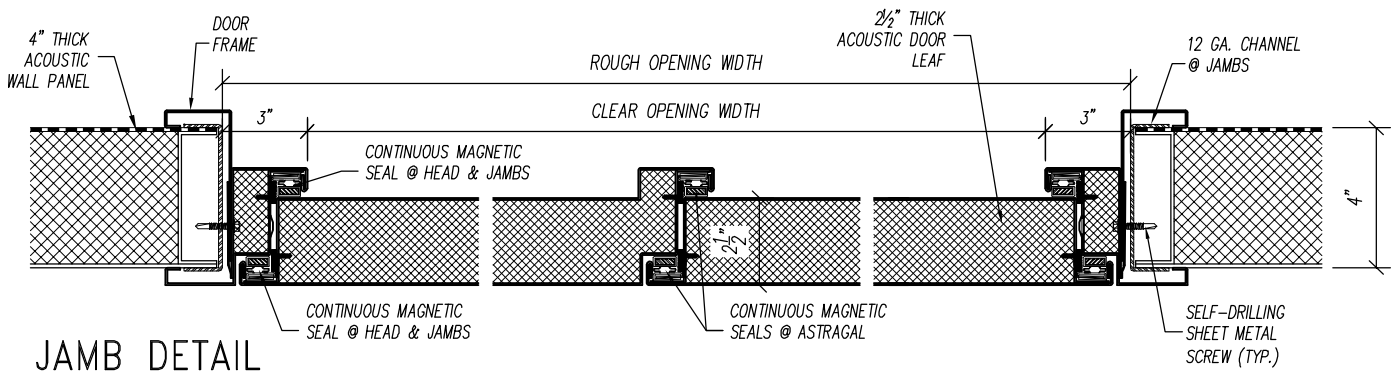 4" THICK
ACOUSTIC
WALL PANEL
DOOR
FRAME
2½" THICK
ACOUSTIC DOOR
LEAF
12 GA. CHANNEL
@ JAMBS
ROUGH OPENING WIDTH
3"
CLEAR OPENING WIDTH
3"
CONTINUOUS MAGNETIC
SEAL @ HEAD & JAMBS
4"
2½"
CONTINUOUS MAGNETIC
SEAL @ HEAD & JAMBS
CONTINUOUS MAGNETIC
SEALS @ ASTRAGAL
SELF-DRILLING
SHEET METAL
SCREW (TYP.)
JAMB DETAIL